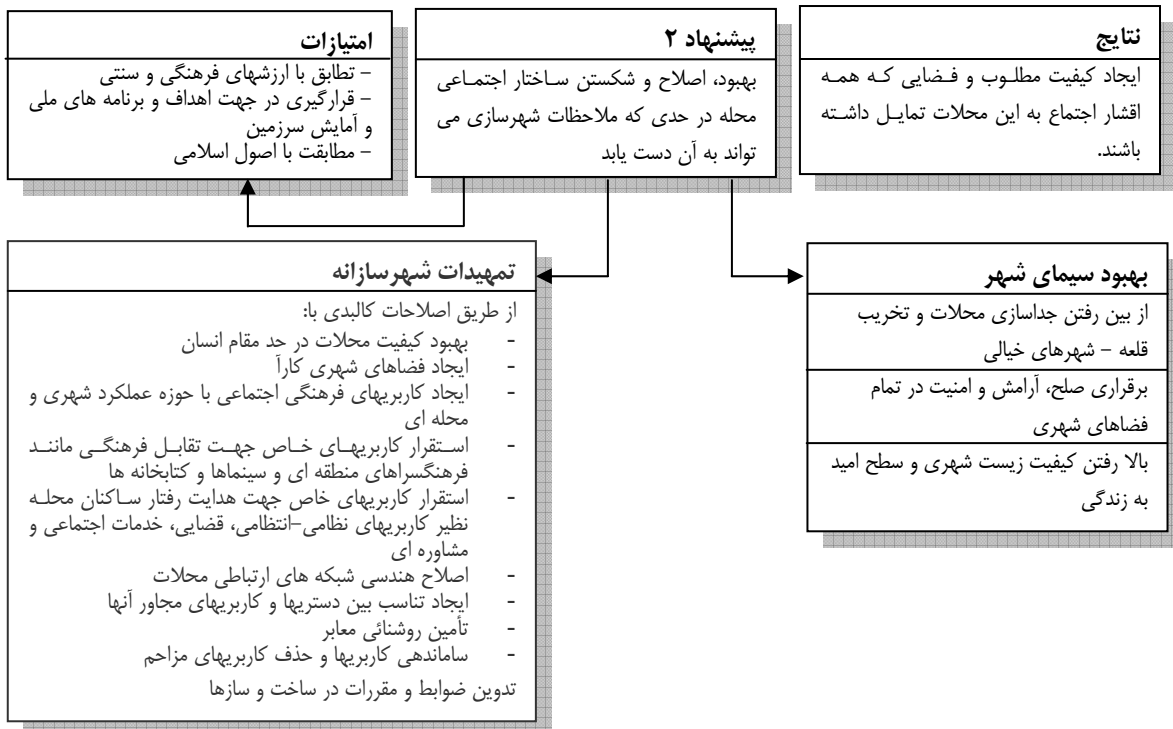 نتایج
ایجاد کیفیت مطلوب و فضایی که همه
اقشار اجتماع به این محلات تمایل داشته
باشند.
پیشنهاد ۲
بهبود، اصلاح و شکستن ساختار اجتماعی
محله در حدی که ملاحظات شهرسازی می
تواند به آن دست یابد
امتیازات
– تطابق با ارزشهای فرهنگی و سنتی
– قرارگیری در جهت اهداف و برنامه های ملی
و آمایش سرزمین
– مطابقت با اصول اسلامی
بهبود سیمای شهر
از بین رفتن جداسازی محلات و تخریب
قلعه – شهرهای خیالی
برقراری صلح، آرامش و امنیت در تمام
فضاهای شهری
بالا رفتن کیفیت زیست شهری و سطح امید
به زندگی
تمهیدات شهرسازانه
از طریق اصلاحات کالبدی با:
- بهبود کیفیت محلات در حد مقام انسان
- ایجاد فضاهای شهری کارآ
- ایجاد کاربریهای فرهنگی اجتماعی با حوزه عملکرد شهری و
محله ای
- استقرار کاربریهای خاص جهت تقابل فرهنگی مانند
فرهنگسراهای منطقه ای و سینماها و کتابخانه ها
- استقرار کاربریهای خاص جهت هدایت رفتار ساکنان محله
نظیر کاربریهای نظامی–انتظامی، قضایی، خدمات اجتماعی و
مشاوره ای
- اصلاح هندسی شبکه های ارتباطی محلات
- ایجاد تناسب بین دستریها و کاربریهای مجاور آنها
- تأمین روشنائی معابر
- ساماندهی کاربریها و حذف کاربریهای مزاحم
تدوین ضوابط و مقررات در ساخت و سازها